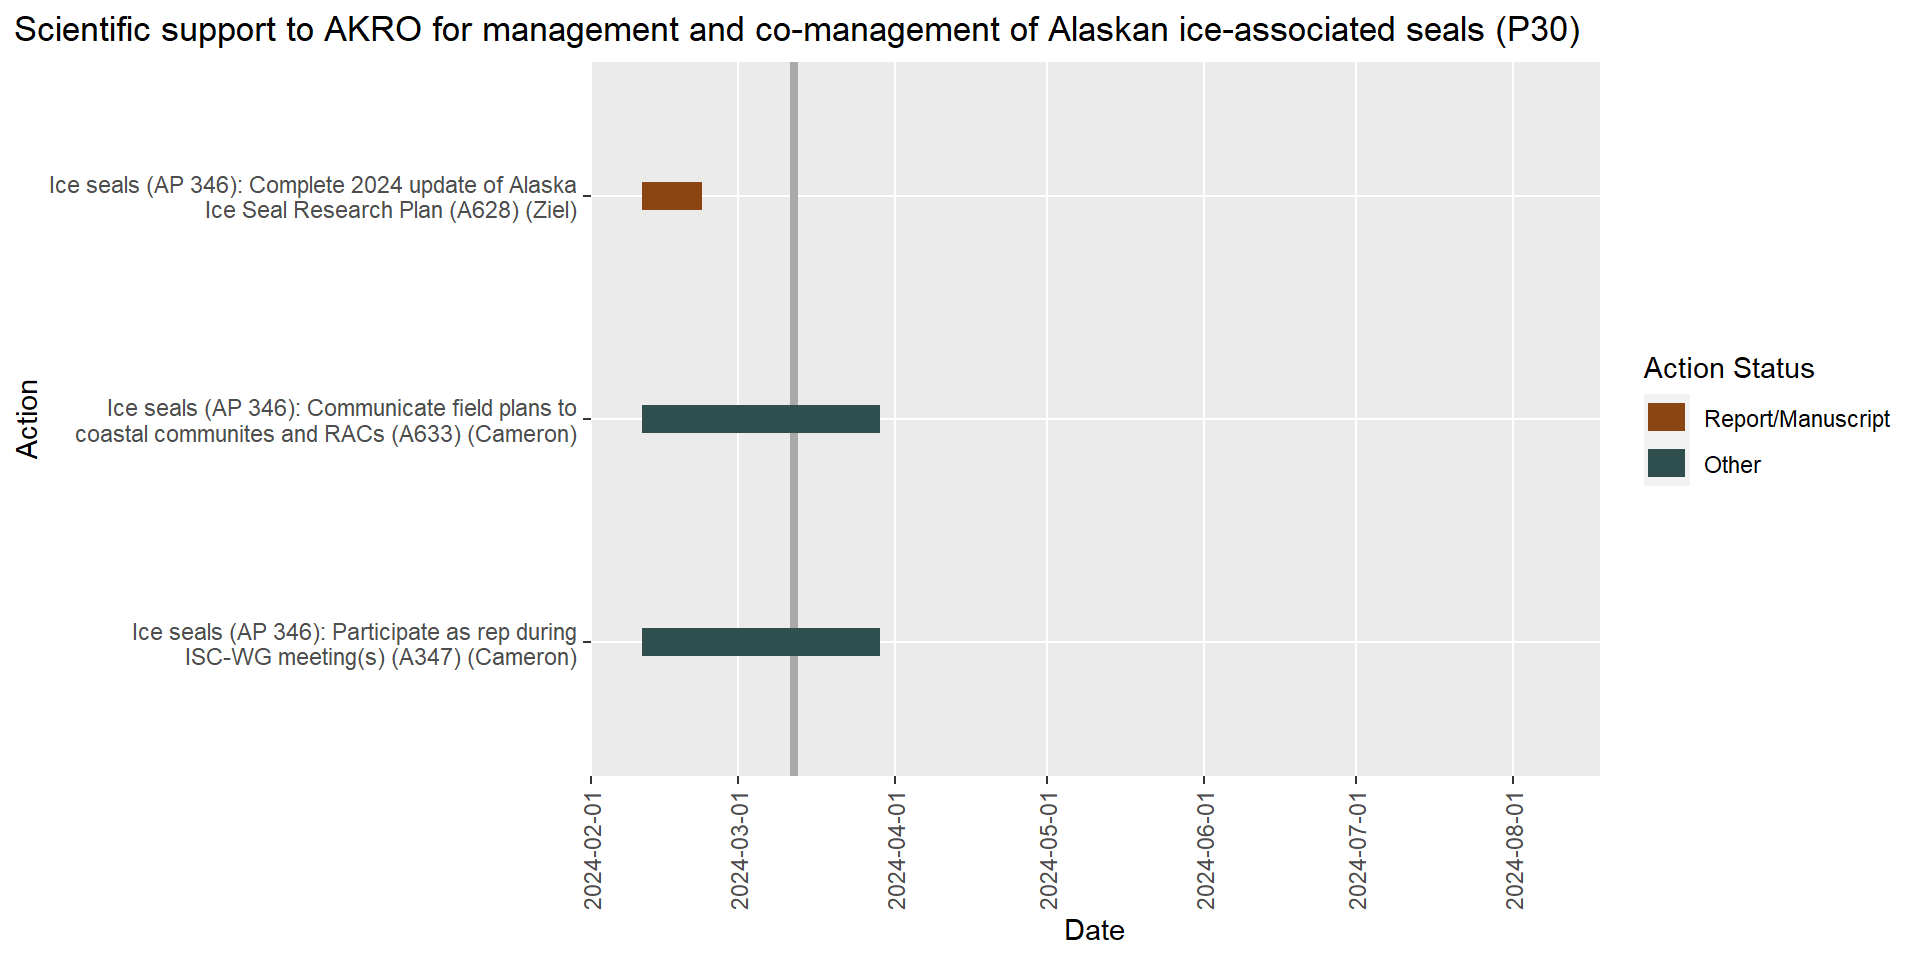 Scientific support to AKRO for management and co-management of Alaskan ice-associated seals (P30)
Action
Ice seals (AP 346): Complete 2024 update of Alaska
Ice Seal Research Plan (A628) (Ziel)
Ice seals (AP 346): Communicate field plans to
coastal communites and RACs (A633) (Cameron)
Ice seals (AP 346): Participate as rep during
ISC-WG meeting(s) (A347) (Cameron)
2024-02-01
2024-03-01
2024-04-01
2024-05-01
2024-06-01
2024-07-01
2024-08-01
Date
Action Status
Report/Manuscript
Other